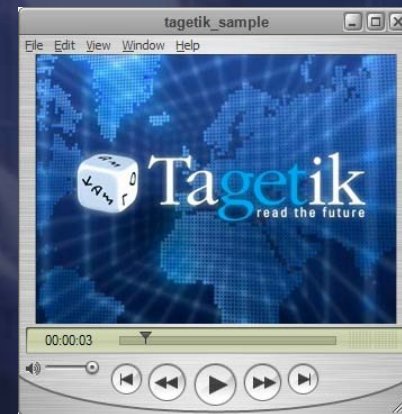 tagetik_sample
File Edit View Window Help
Tagetik
read the future
00:00:03